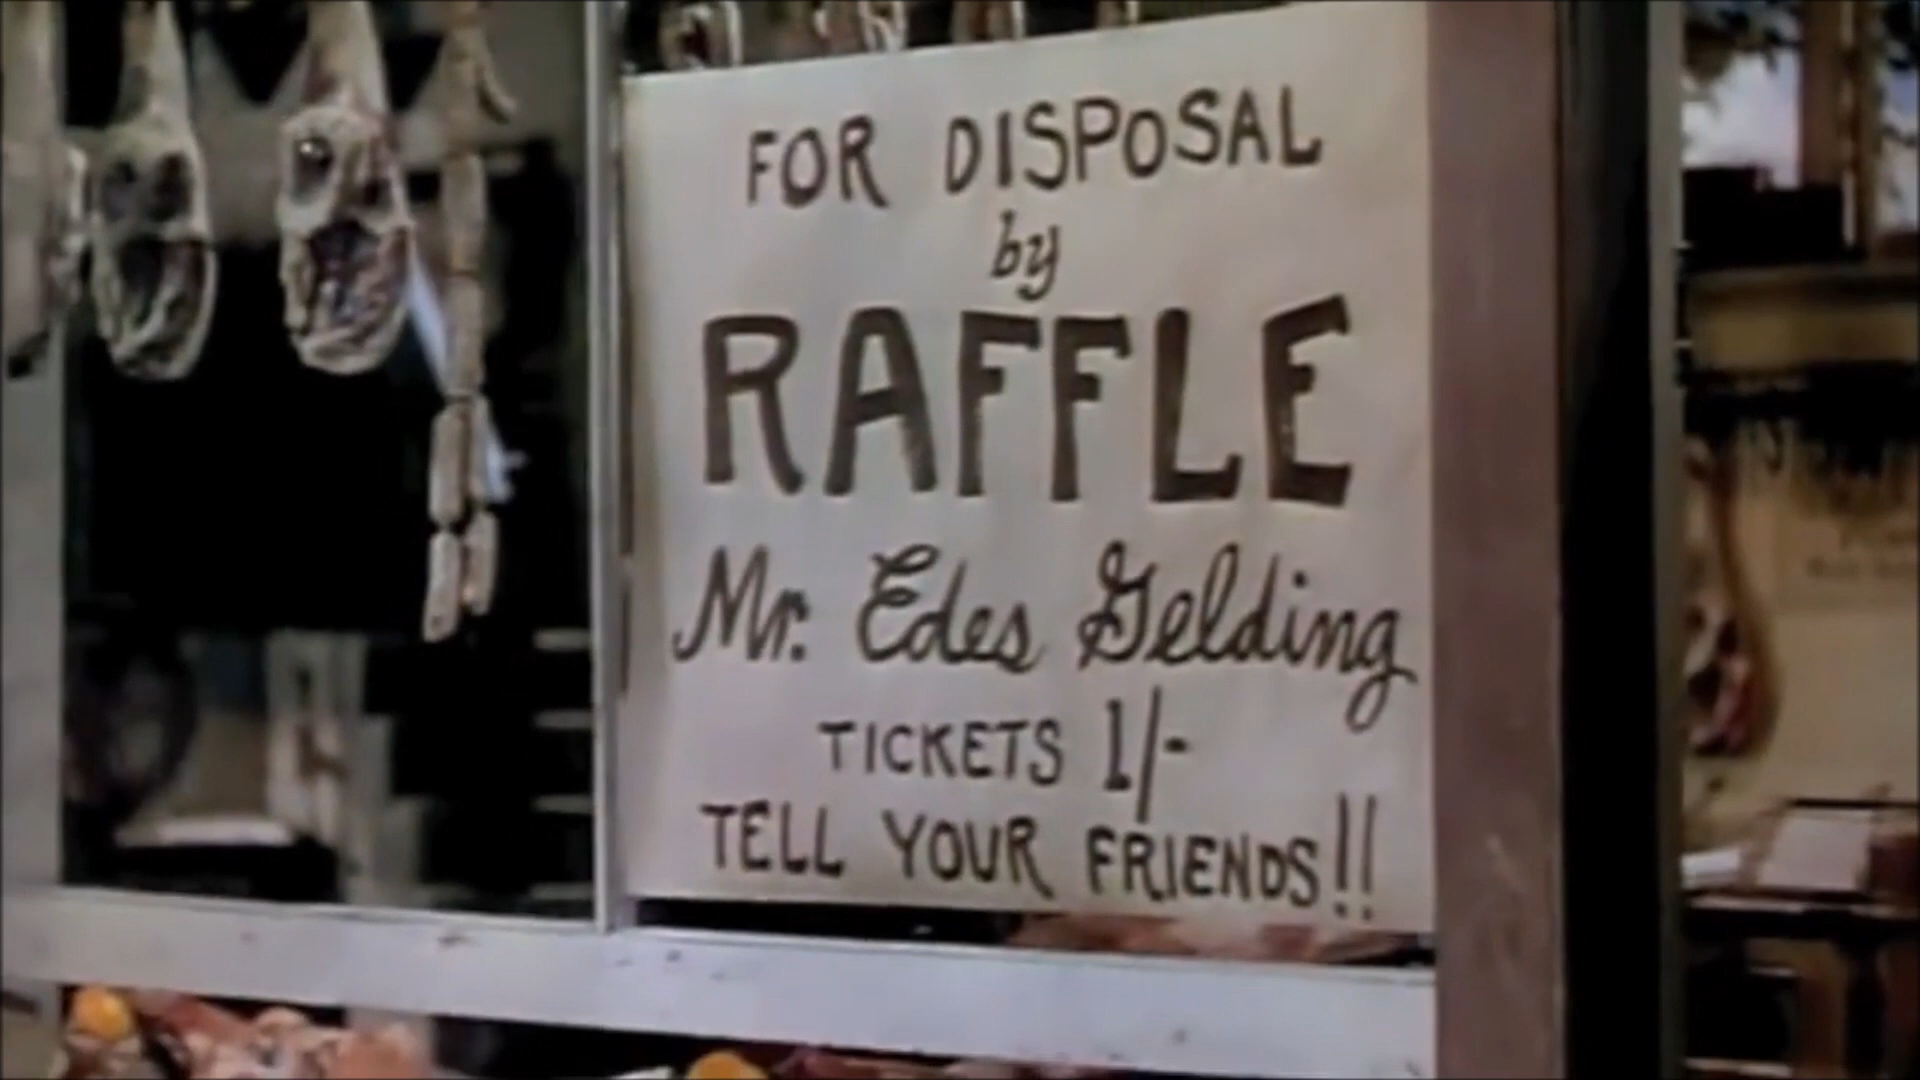 FOR DISPOSAL
by
RAFFLE
Mr. Edes Gelding
TICKETS 1/-
TELL YOUR FRIENDS!!